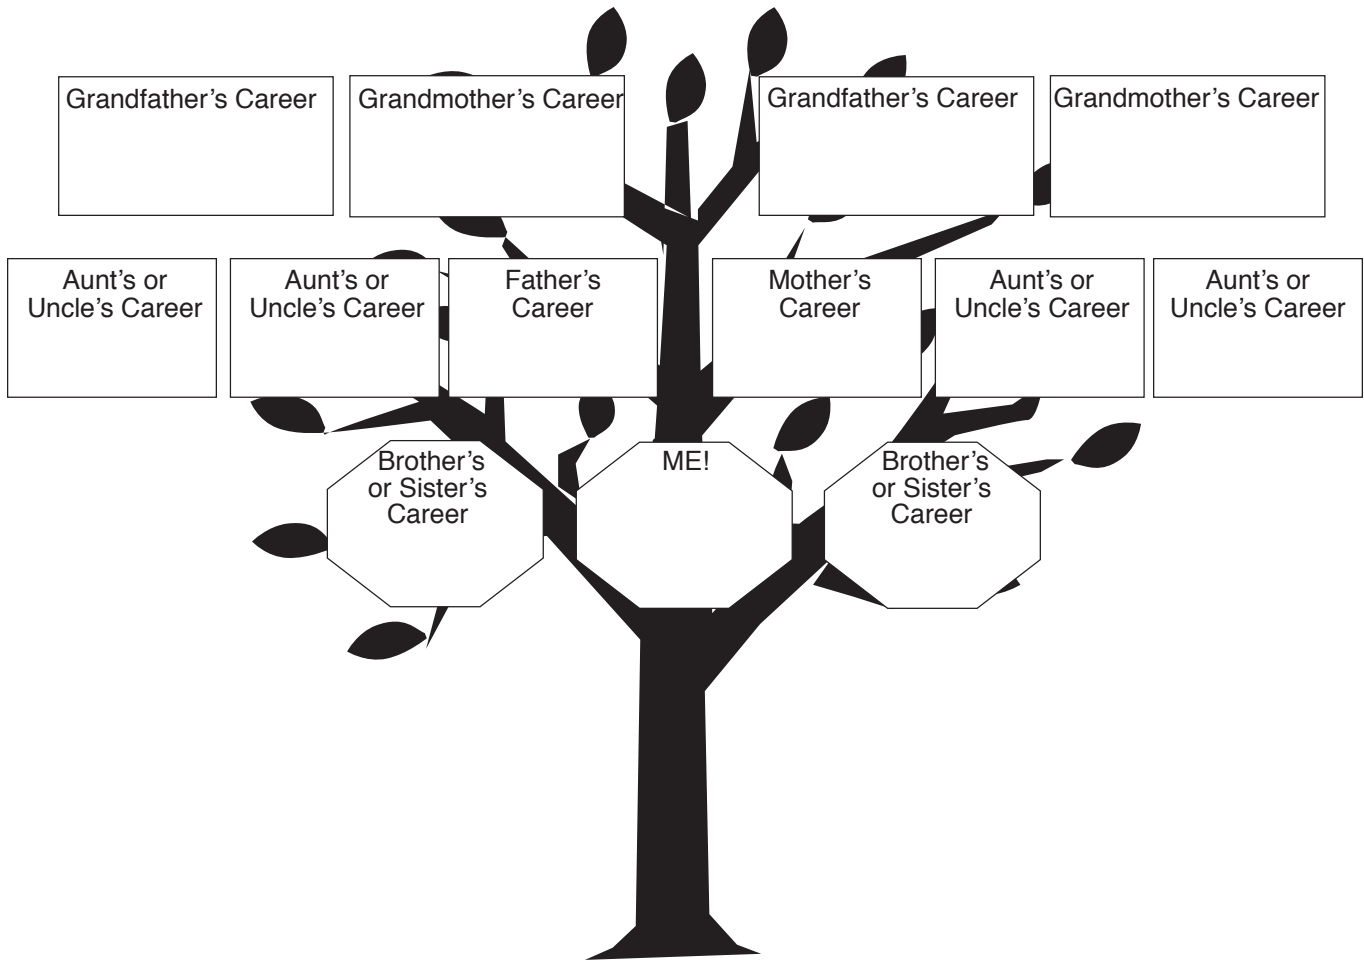 Grandfather’s Career
Grandmother’s Career
Grandfather’s Career
Grandmother’s Career
Aunt’s or
Uncle’s Career
Aunt’s or
Uncle’s Career
Father’s
Career
Mother’s
Career
Aunt’s or
Uncle’s Career
Aunt’s or
Uncle’s Career
Brother’s
or Sister’s
Career
ME!
Brother’s
or Sister’s
Career